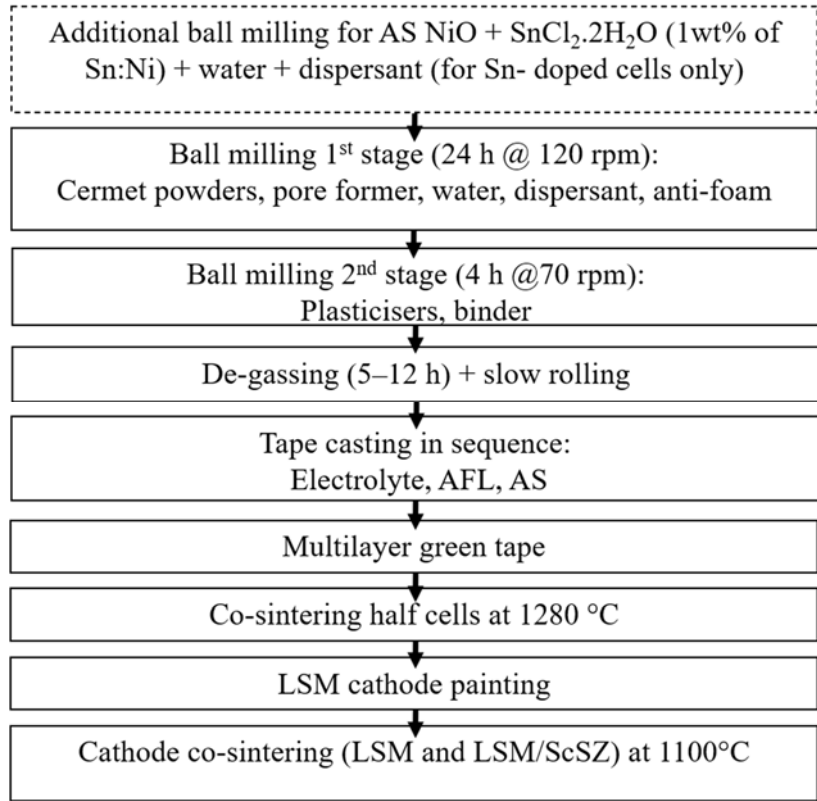 Additional ball milling for AS NiO + SnCl₂.2H₂O (1wt% of
Sn:Ni) + water + dispersant (for Sn- doped cells only)
Ball milling 1ˢᵗ stage (24 h @ 120 rpm):
Cermet powders, pore former, water, dispersant, anti-foam
Ball milling 2ⁿᵈ stage (4 h @70 rpm):
Plasticisers, binder
De-gassing (5–12 h) + slow rolling
Tape casting in sequence:
Electrolyte, AFL, AS
Multilayer green tape
Co-sintering half cells at 1280 °C
LSM cathode painting
Cathode co-sintering (LSM and LSM/ScSZ) at 1100°C